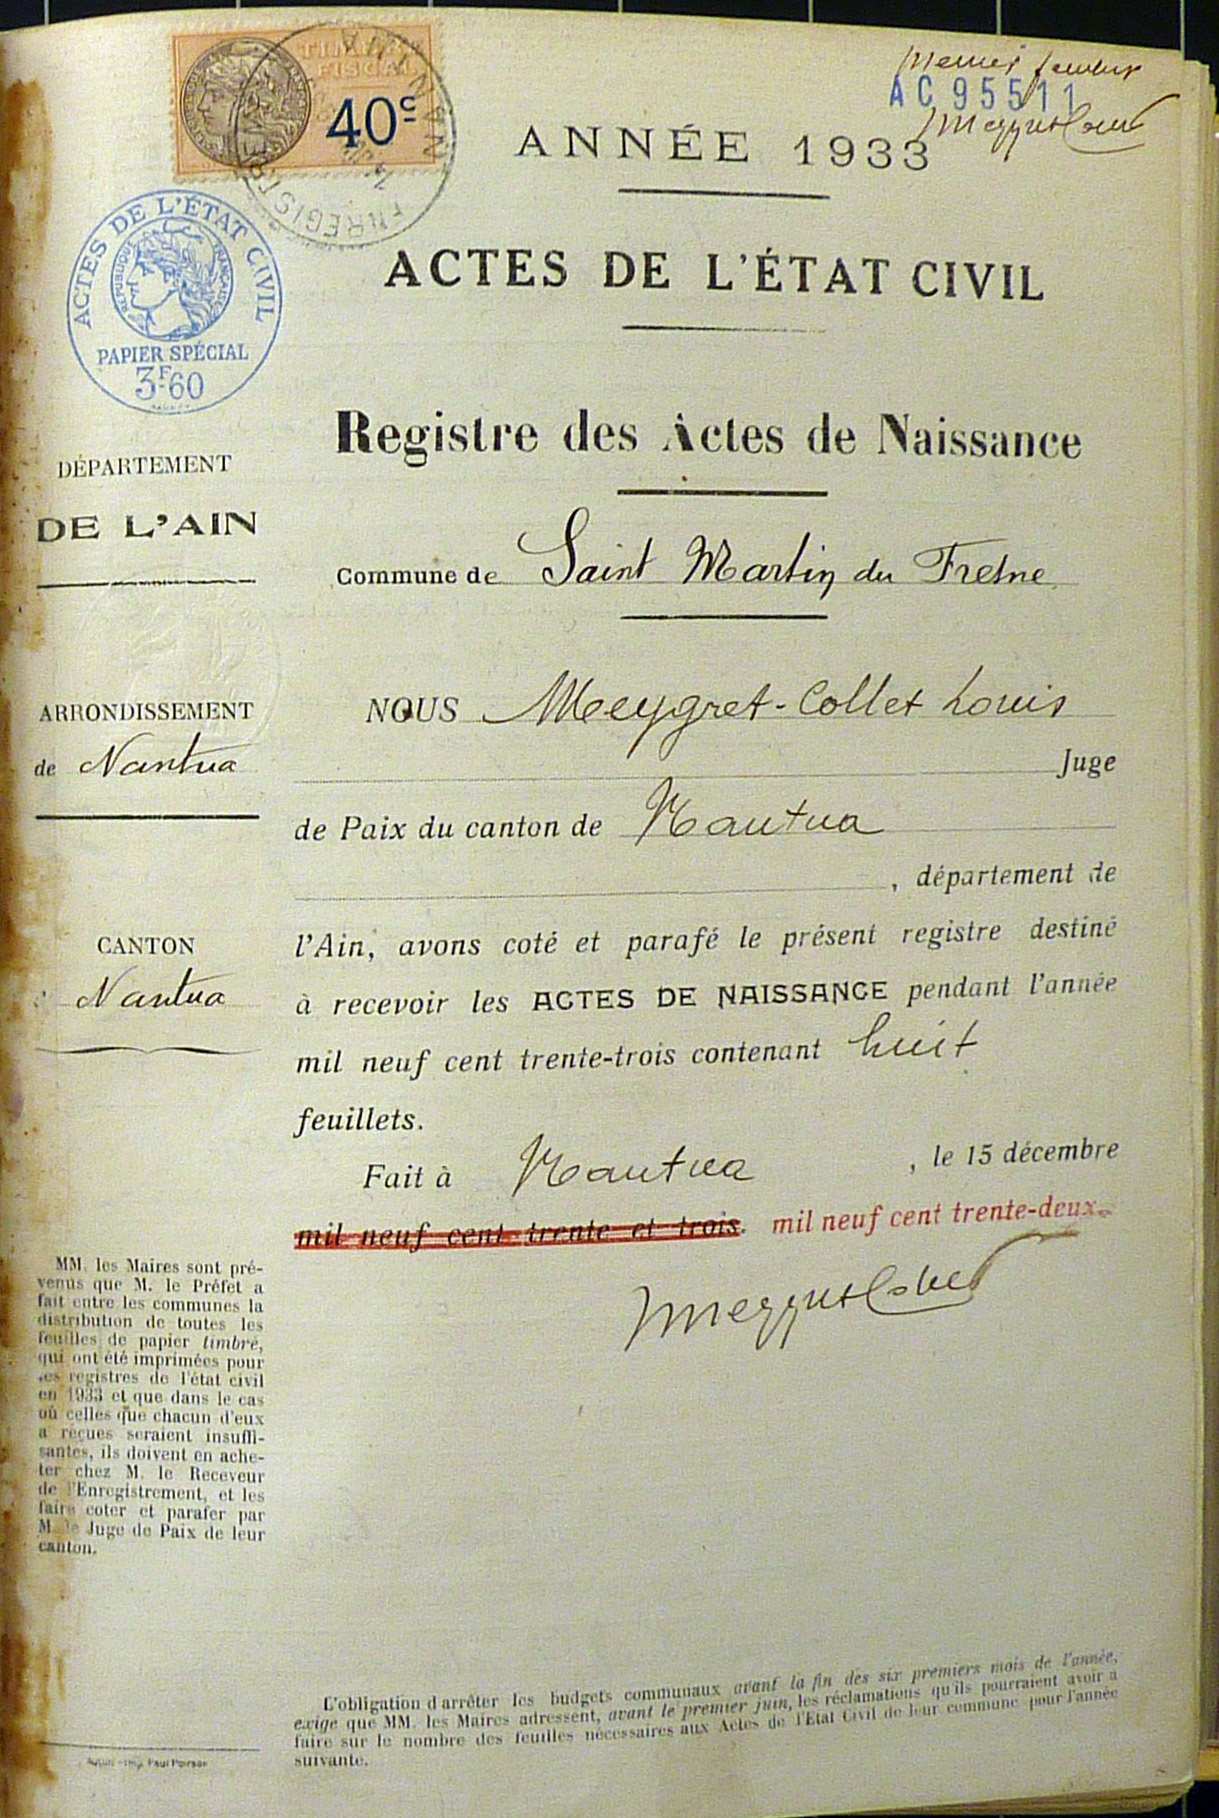 TIMBRE
FISCAL
40c
NANTUA
ENREGISTR
AC 95511
ANNÉE 1933
ACTES DE L'ÉTAT CIVIL
RÉPUBLIQUE FRANÇAISE
PAPIER SPÉCIAL
3F.60
ACTES DE L'ÉTAT CIVIL
Registre des Actes de Naissance
DÉPARTEMENT
DE L'AIN
Commune de Saint Martin du Fresne
ARRONDISSEMENT
de Nantua
CANTON
Nantua
NOUS Meygret-Collet Louis
Juge
de Paix du canton de Nantua
, département de
l'Ain, avons coté et parafé le présent registre destiné
à recevoir les ACTES DE NAISSANCE pendant l'année
mil neuf cent trente-trois contenant huit
feuillets.
Fait à Nantua , le 15 décembre
mil neuf cent trente et trois. mil neuf cent trente-deux.
MM. les Maires sont pré-
venus que M. le Préfet a
fait entre les communes la
distribution de toutes les
feuilles de papier timbré,
qui ont été imprimées pour
les registres de l'état civil
en 1933 et que dans le cas
où celles que chacun d'eux
a reçues seraient insuffi-
santes, ils doivent en ache-
ter chez M. le Receveur
de l'Enregistrement, et les
faire coter et parafer par
M. le Juge de Paix de leur
canton.
L'obligation d'arrêter les budgets communaux avant la fin des six premiers mois de l'année,
exige que MM. les Maires adressent, avant le premier juin, les réclamations qu'ils pourraient avoir à
faire sur le nombre des feuilles nécessaires aux Actes de l'Etat Civil de leur commune pour l'année
suivante.